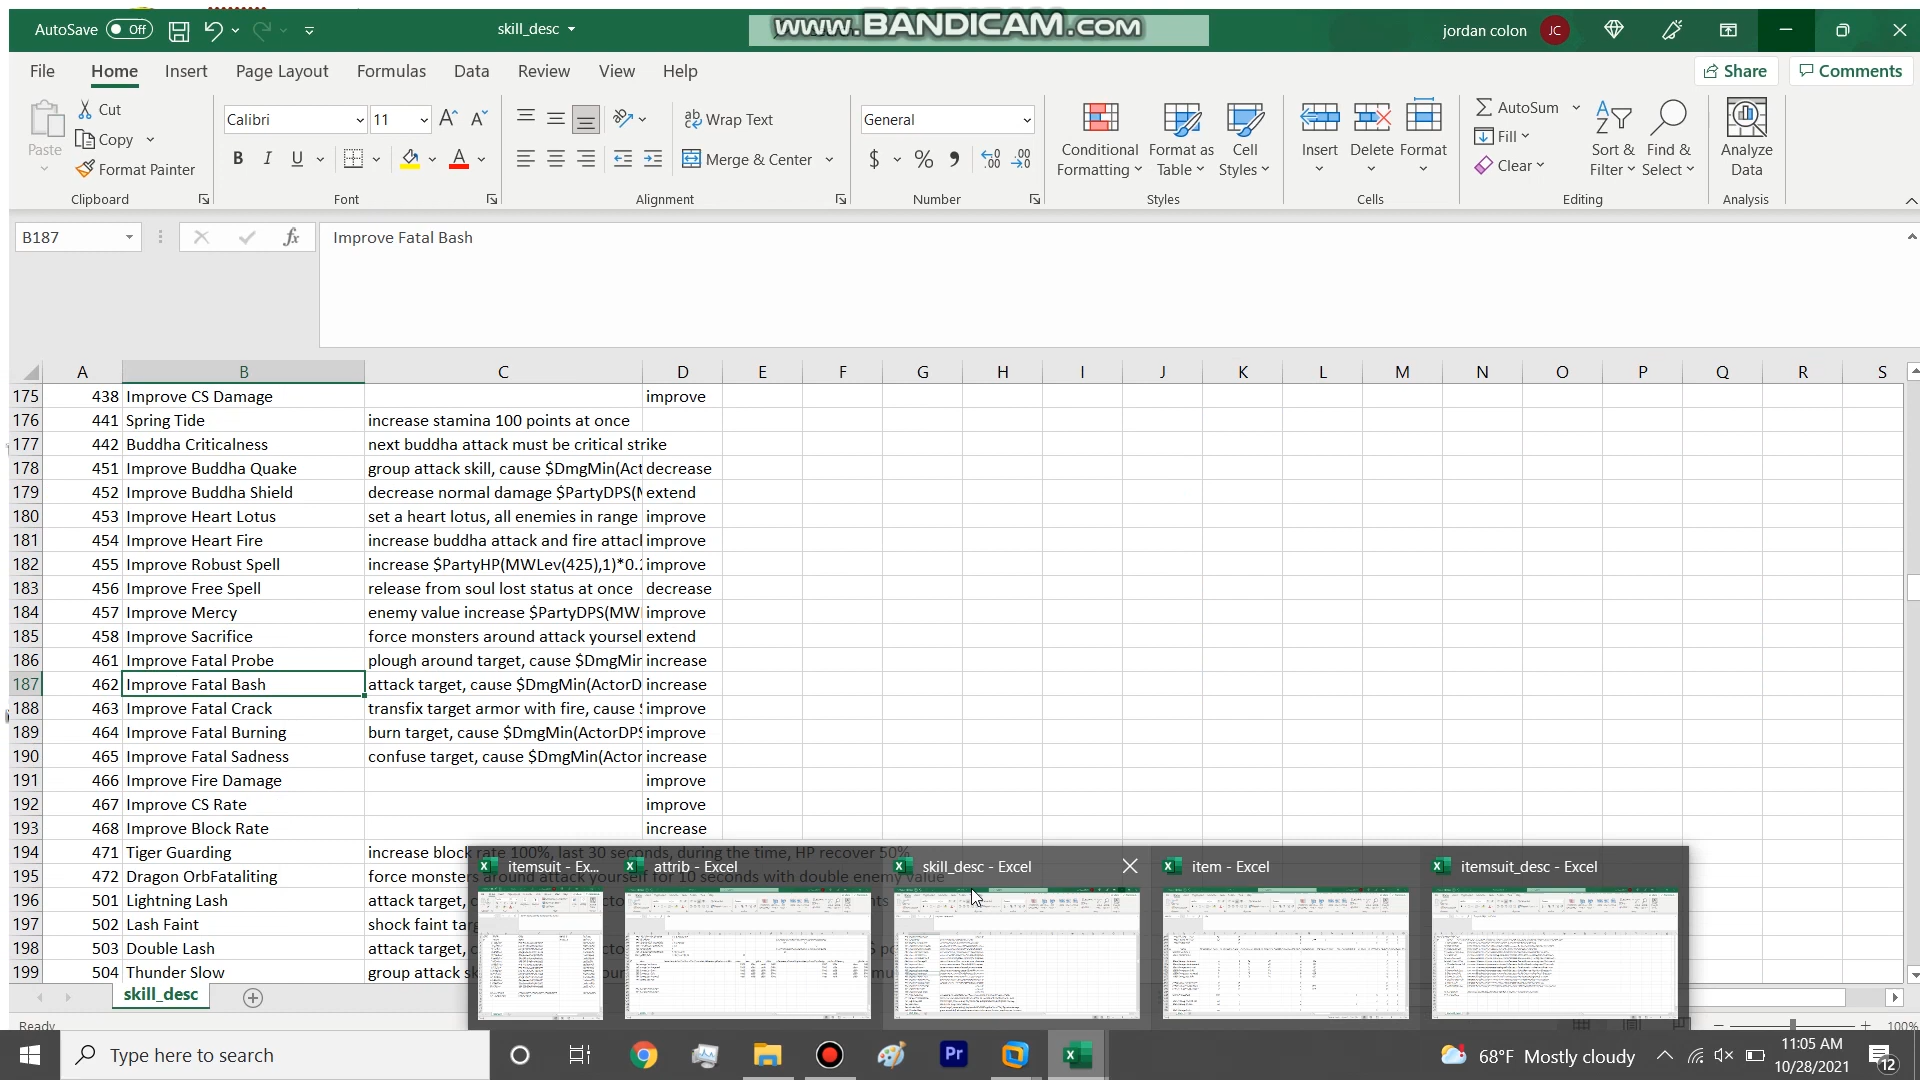 AutoSave Off skill_desc www.BANDICAM.com jordan colon JC
File Home Insert Page Layout Formulas Data Review View Help Share Comments
Paste Cut Copy Format Painter Clipboard
Calibri 11 B I U A Font
Wrap Text Merge & Center Alignment
General $ % Number
Conditional Formatting Format as Table Cell Styles Styles
Insert Delete Format Cells
AutoSum Fill Clear Sort & Filter Find & Select Editing
Analyze Data Analysis
B187 fx Improve Fatal Bash
A B C D E F G H I J K L M N O P Q R S
175 438 Improve CS Damage improve
176 441 Spring Tide increase stamina 100 points at once
177 442 Buddha Criticalness next buddha attack must be critical strike
178 451 Improve Buddha Quake group attack skill, cause $DmgMin(Act decrease
179 452 Improve Buddha Shield decrease normal damage $PartyDPS(M extend
180 453 Improve Heart Lotus set a heart lotus, all enemies in range improve
181 454 Improve Heart Fire increase buddha attack and fire attacl improve
182 455 Improve Robust Spell increase $PartyHP(MWLev(425),1)*0.2 improve
183 456 Improve Free Spell release from soul lost status at once decrease
184 457 Improve Mercy enemy value increase $PartyDPS(MW improve
185 458 Improve Sacrifice force monsters around attack yoursel extend
186 461 Improve Fatal Probe plough around target, cause $DmgMin increase
187 462 Improve Fatal Bash attack target, cause $DmgMin(ActorD increase
188 463 Improve Fatal Crack transfix target armor with fire, cause improve
189 464 Improve Fatal Burning burn target, cause $DmgMin(ActorDPS improve
190 465 Improve Fatal Sadness confuse target, cause $DmgMin(Actor increase
191 466 Improve Fire Damage improve
192 467 Improve CS Rate improve
193 468 Improve Block Rate increase
194 471 Tiger Guarding increase block rate 100%, last 30 seconds, during the time, HP recover 50%
195 472 Dragon OrbFataliting force monsters around attack yourself for 10 seconds with double enemy value
196 501 Lightning Lash attack target,
197 502 Lash Faint shock faint targ
198 503 Double Lash attack target,
199 504 Thunder Slow group attack sk
itemsuit - Ex... attrib - Excel skill_desc - Excel item - Excel itemsuit_desc - Excel
skill_desc
Ready 100%
Type here to search Pr 68°F Mostly cloudy 11:05 AM
10/28/2021 12